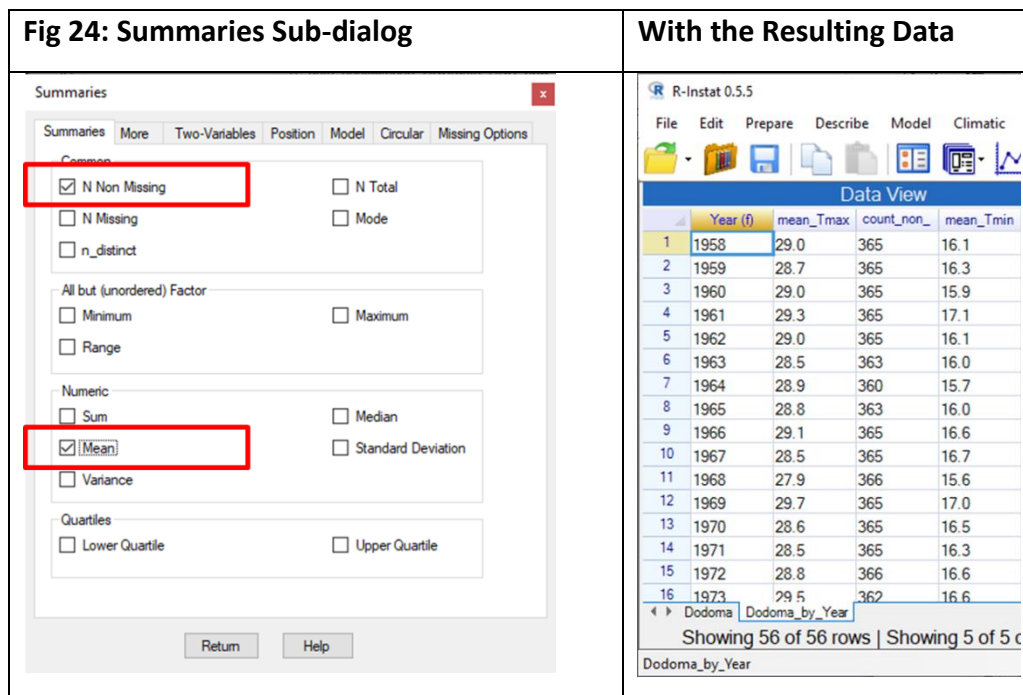 Fig 24: Summaries Sub-dialog
With the Resulting Data
Summaries
x
Summaries More Two-Variables Position Model Circular Missing Options
Common
N Non Missing
N Total
N Missing
Mode
n_distinct
All but (unordered) Factor
Minimum
Maximum
Range
Numeric
Sum
Median
Mean
Standard Deviation
Variance
Quartiles
Lower Quartile
Upper Quartile
Return
Help
R R-Instat 0.5.5
File Edit Prepare Describe Model Climatic
Data View
Year (f) mean_Tmax count_non_ mean_Tmin
1 1958 29.0 365 16.1
2 1959 28.7 365 16.3
3 1960 29.0 365 15.9
4 1961 29.3 365 17.1
5 1962 29.0 365 16.1
6 1963 28.5 363 16.0
7 1964 28.9 360 15.7
8 1965 28.8 363 16.0
9 1966 29.1 365 16.6
10 1967 28.5 365 16.7
11 1968 27.9 366 15.6
12 1969 29.7 365 17.0
13 1970 28.6 365 16.5
14 1971 28.5 365 16.3
15 1972 28.8 366 16.6
16 1973 29.5 362 16.6
Dodoma Dodoma_by_Year
Showing 56 of 56 rows | Showing 5 of 5 c
Dodoma_by_Year